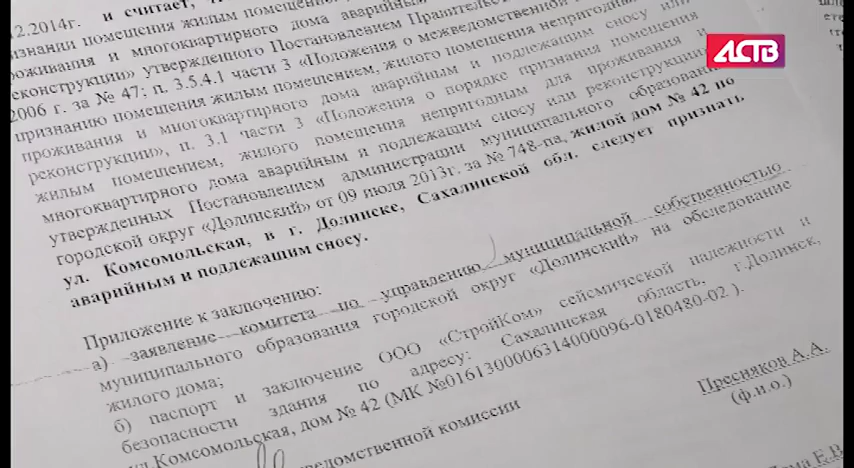 12.2014г. и считает,
признании помещения жилым помещением,
проживания и многоквартирного дома аварийным
реконструкции» утвержденного Постановлением Правительства
2006 г. за № 47; п. 3.5.4.1 части 3 «Положения о межведомственной
признанию помещения жилым помещением, жилого помещения непригодным
проживания и многоквартирного дома аварийным и подлежащим сносу или
реконструкции», п. 3.1 части 3 «Положения о порядке признания помещения
жилым помещением, жилого помещения непригодным для проживания и
многоквартирного дома аварийным и подлежащим сносу или реконструкции»,
утвержденных Постановлением администрации муниципального образования
городской округ «Долинский» от 09 июля 2013г. за № 748-па, жилой дом № 42 по
ул. Комсомольская, в г. Долинске, Сахалинской обл. следует признать
аварийным и подлежащим сносу.
Приложение к заключению:
а) заявление комитета по управлению муниципальной собственностью
муниципального образования городской округ «Долинский» на обследование
жилого дома;
б) паспорт и заключение ООО «СтройКом» сейсмической надежности и
безопасности здания по адресу: Сахалинская область, г.Долинск,
ул Комсомольская, дом № 42 (МК №0161300006314000096-0180480-02 ).
Пресняков А.А.
(ф.и.о.)
комиссии
АСТВ